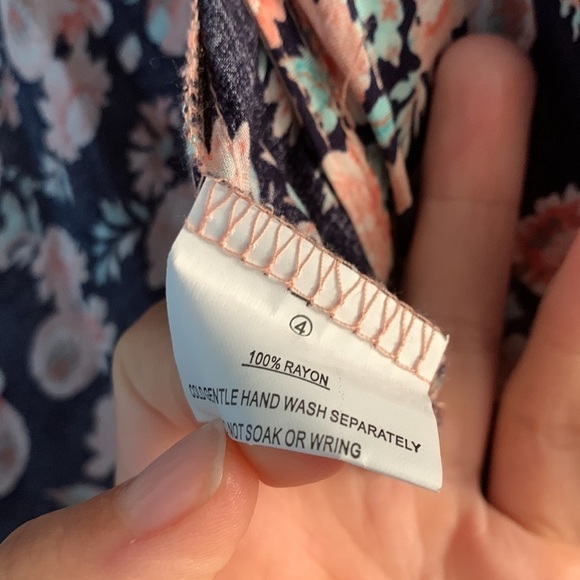 ④
100% RAYON
COLD GENTLE HAND WASH SEPARATELY
NOT SOAK OR WRING